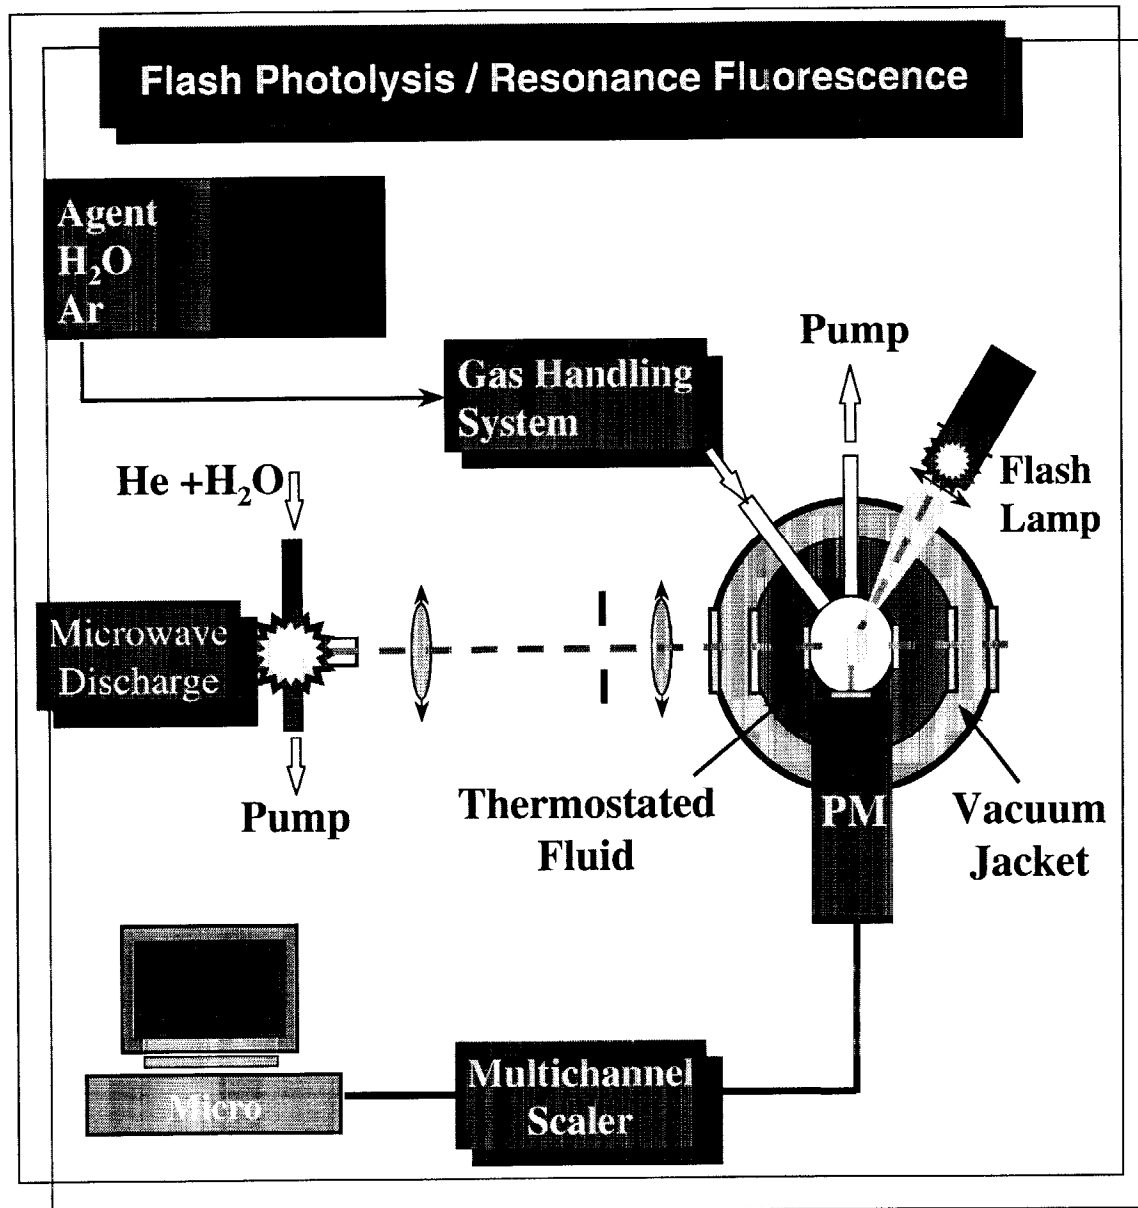 Flash Photolysis / Resonance Fluorescence
Agent
H₂O
Ar
Pump
Gas Handling
System
Flash
Lamp
He +H₂O
Microwave
Discharge
Pump
Thermostated
Fluid
PM
Vacuum
Jacket
Multichannel
Scaler
Micro